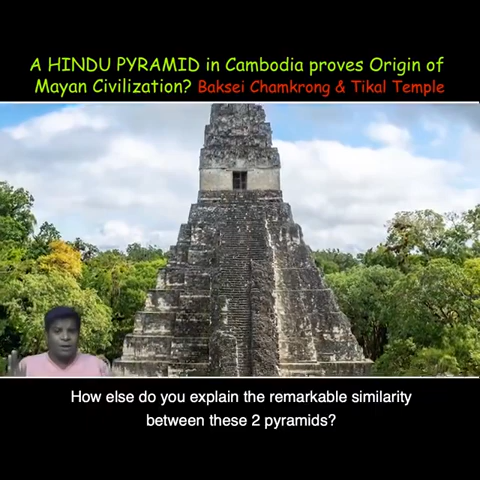 A HINDU PYRAMID in Cambodia proves Origin of
Mayan Civilization? Baksei Chamkrong & Tikal Temple
How else do you explain the remarkable similarity
between these 2 pyramids?